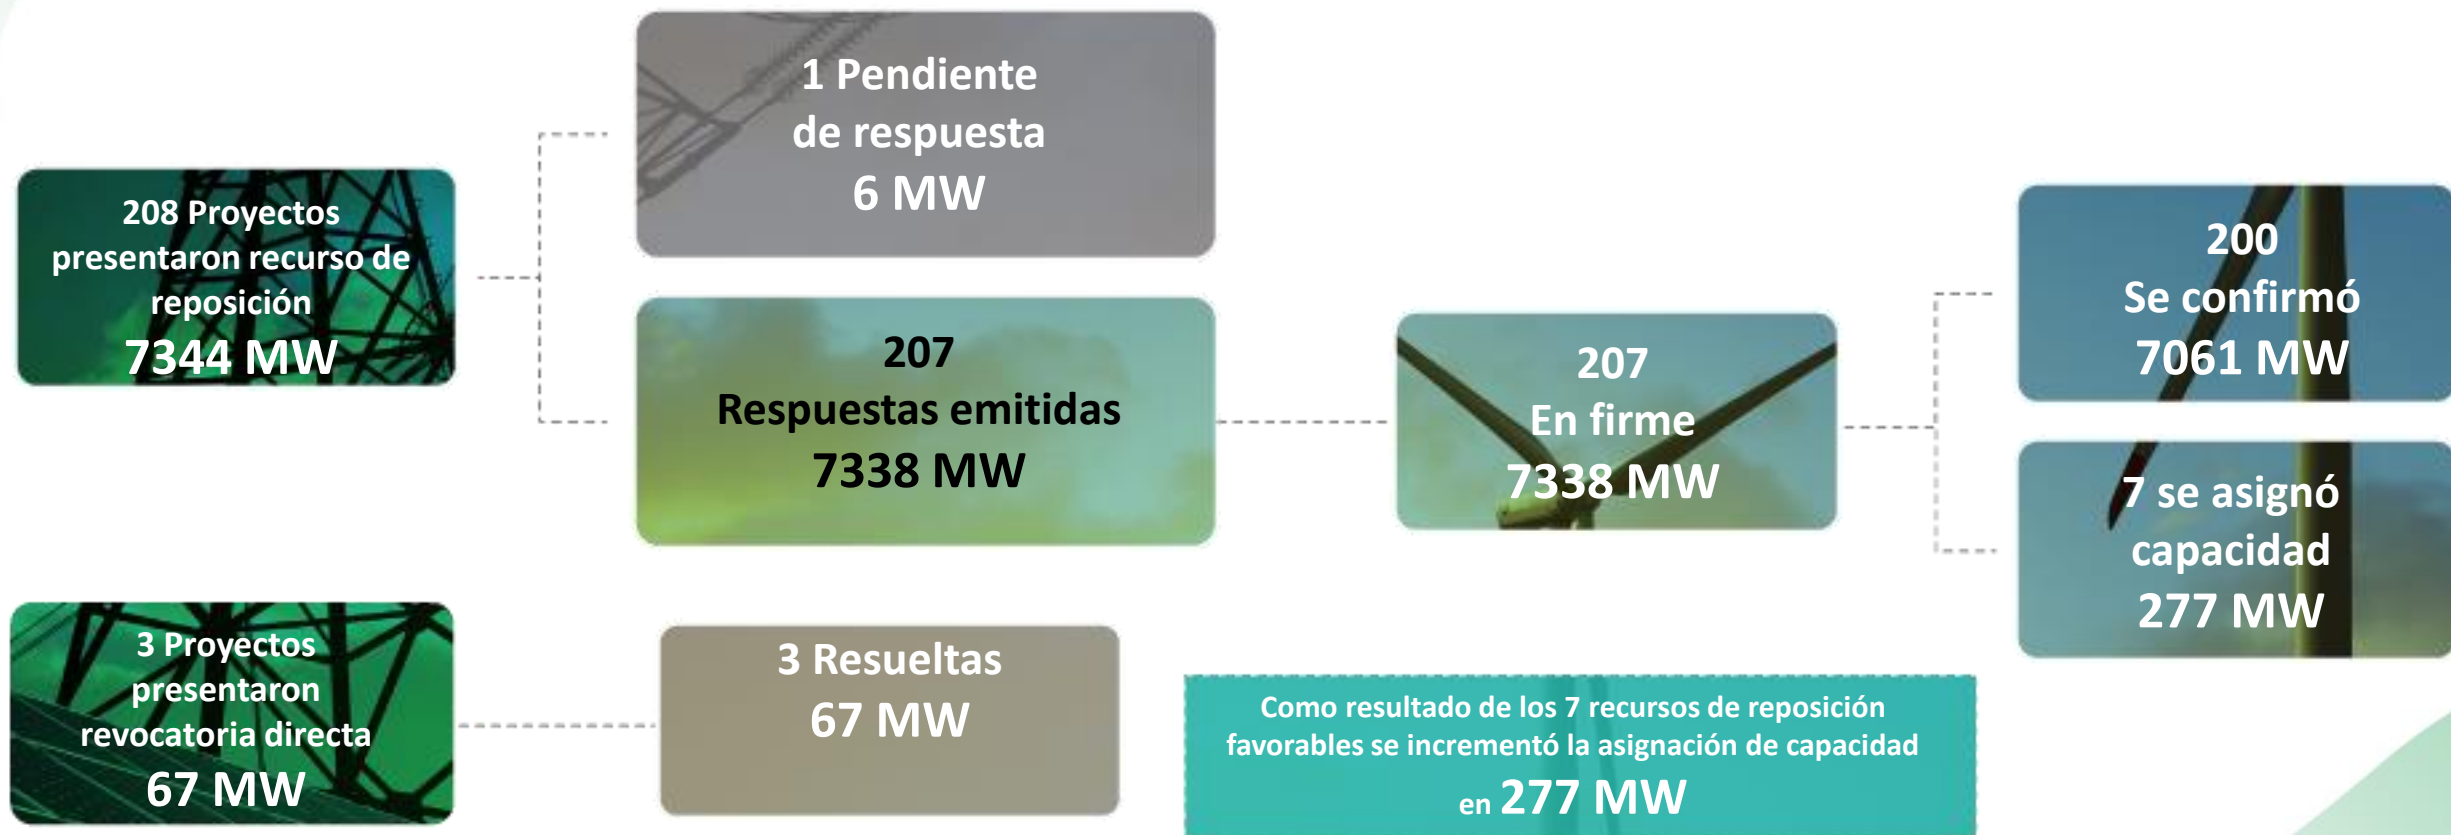 208 Proyectos
presentaron recurso de
reposición
7344 MW
1 Pendiente
de respuesta
6 MW
207
Respuestas emitidas
7338 MW
207
En firme
7338 MW
200
Se confirmó
7061 MW
7 se asignó
capacidad
277 MW
3 Proyectos
presentaron
revocatoria directa
67 MW
3 Resueltas
67 MW
Como resultado de los 7 recursos de reposición
favorables se incrementó la asignación de capacidad
en 277 MW